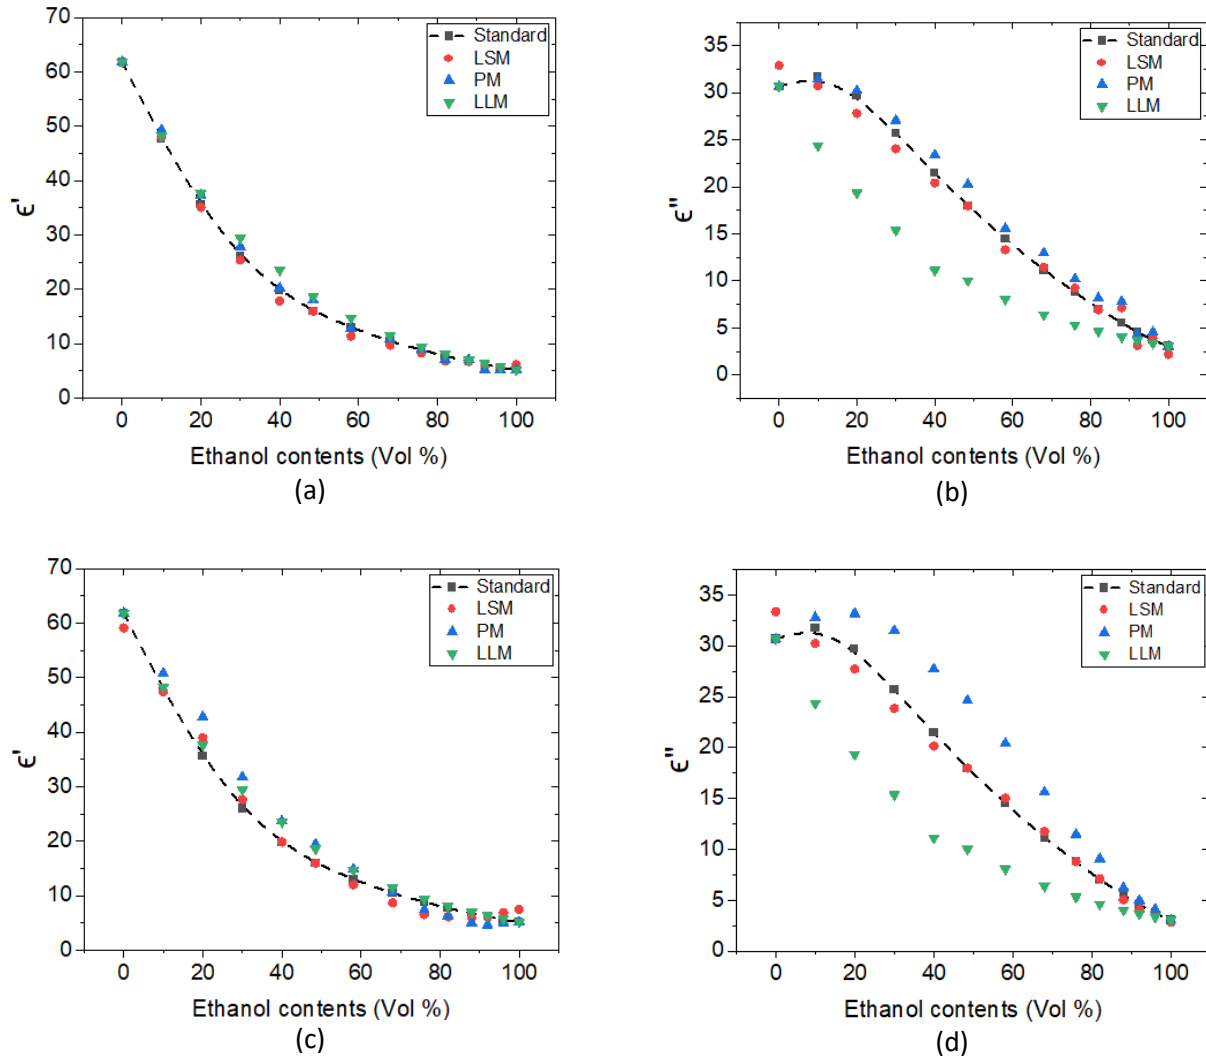 70
60
50
40
30
20
10
0
ϵ'
Standard
LSM
PM
LLM
0 20 40 60 80 100
Ethanol contents (Vol %)
(a)
35
30
25
20
15
10
5
0
ϵ"
Standard
LSM
PM
LLM
0 20 40 60 80 100
Ethanol contents (Vol %)
(b)
70
60
50
40
30
20
10
0
ϵ'
Standard
LSM
PM
LLM
0 20 40 60 80 100
Ethanol contents (Vol %)
(c)
35
30
25
20
15
10
5
0
ϵ"
Standard
LSM
PM
LLM
0 20 40 60 80 100
Ethanol contents (Vol %)
(d)